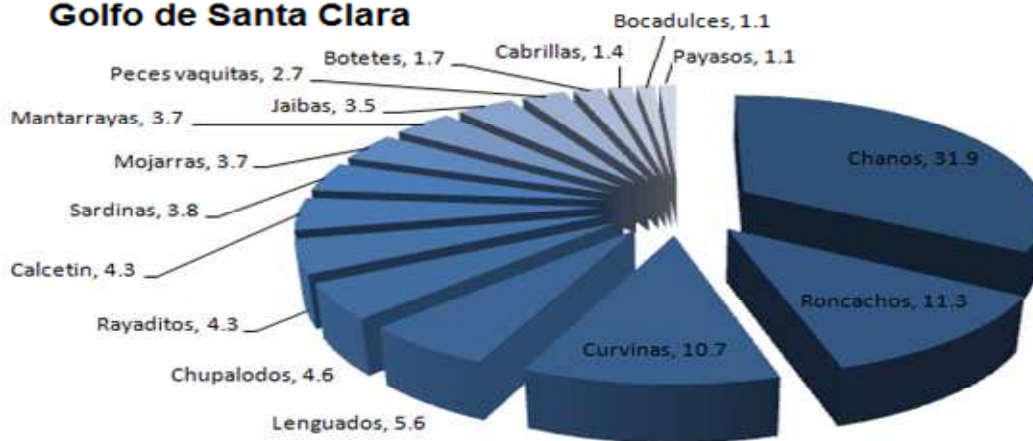 Golfo de Santa Clara
Bocadulces, 1.1
Cabrillas, 1.4
Payasos, 1.1
Botetes, 1.7
Peces vaquitas, 2.7
Jaibas, 3.5
Mantarrayas, 3.7
Mojarras, 3.7
Sardinas, 3.8
Calcetin, 4.3
Rayaditos, 4.3
Chupalodos, 4.6
Lenguados, 5.6
Curvinas, 10.7
Roncachos, 11.3
Chanos, 31.9